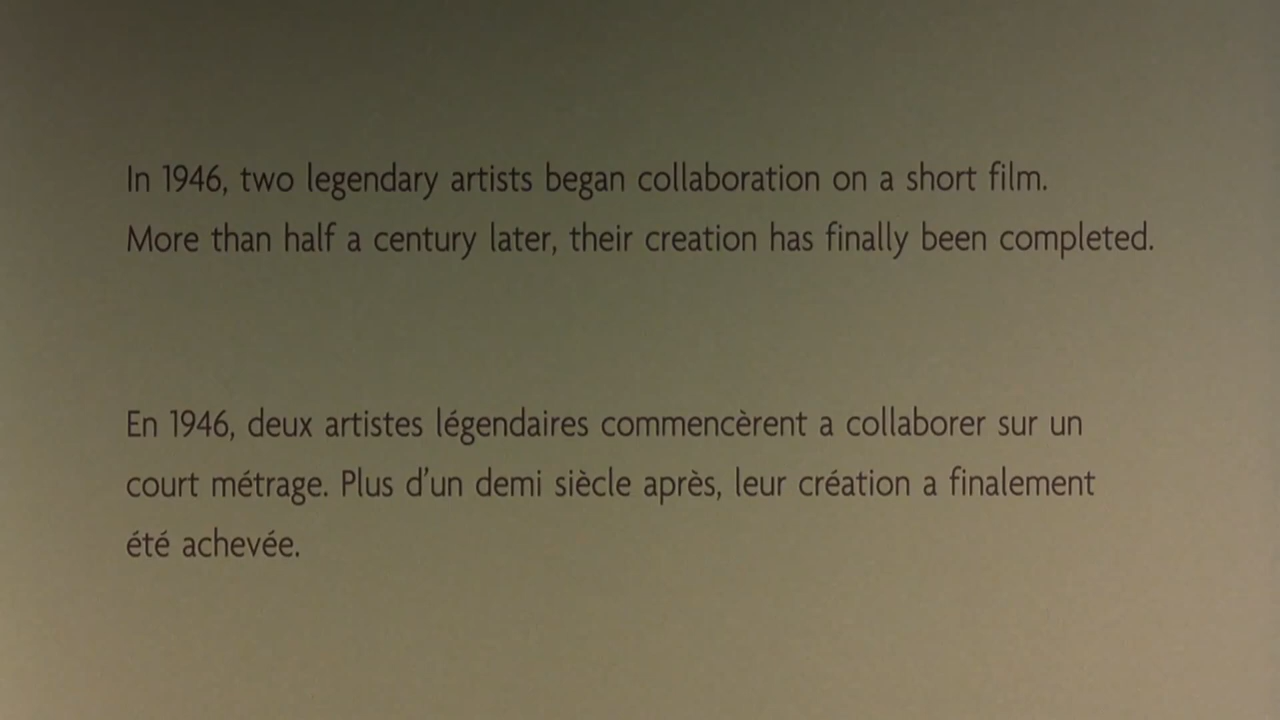 In 1946, two legendary artists began collaboration on a short film.
More than half a century later, their creation has finally been completed.
En 1946, deux artistes légendaires commencèrent a collaborer sur un
court métrage. Plus d'un demi siècle après, leur création a finalement
été achevée.